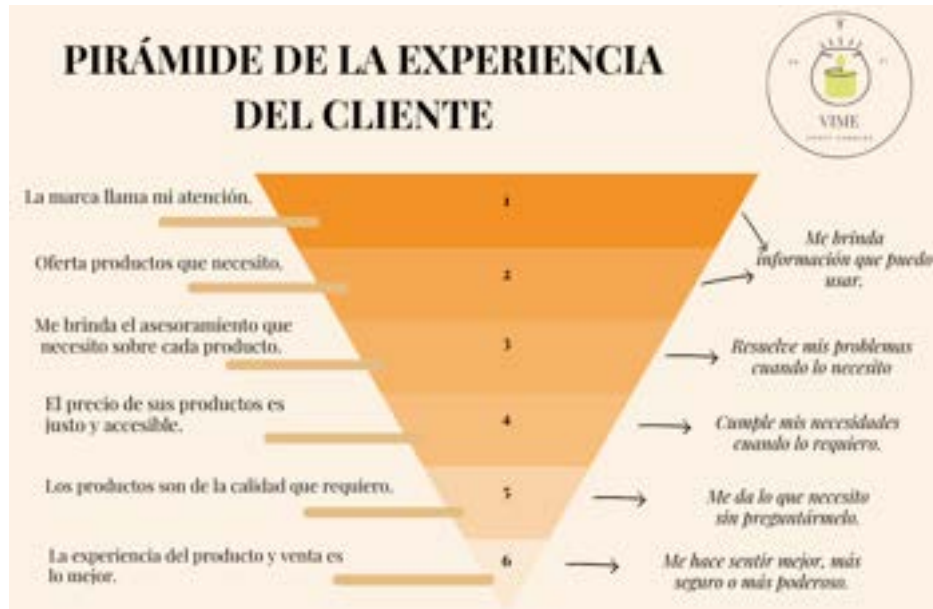 PIRÁMIDE DE LA EXPERIENCIA
DEL CLIENTE
VIME
La marca llama mi atención.
1
Me brinda
información que puedo
usar.
Oferta productos que necesito.
2
Me brinda el asesoramiento que
necesito sobre cada producto.
3
Resuelve mis problemas
cuando lo necesito
El precio de sus productos es
justo y accesible.
4
Cumple mis necesidades
cuando lo requiero.
Los productos son de la calidad que requiero.
5
Me da lo que necesito
sin preguntármelo.
La experiencia del producto y venta es
lo mejor.
6
Me hace sentir mejor, más
seguro o más poderoso.